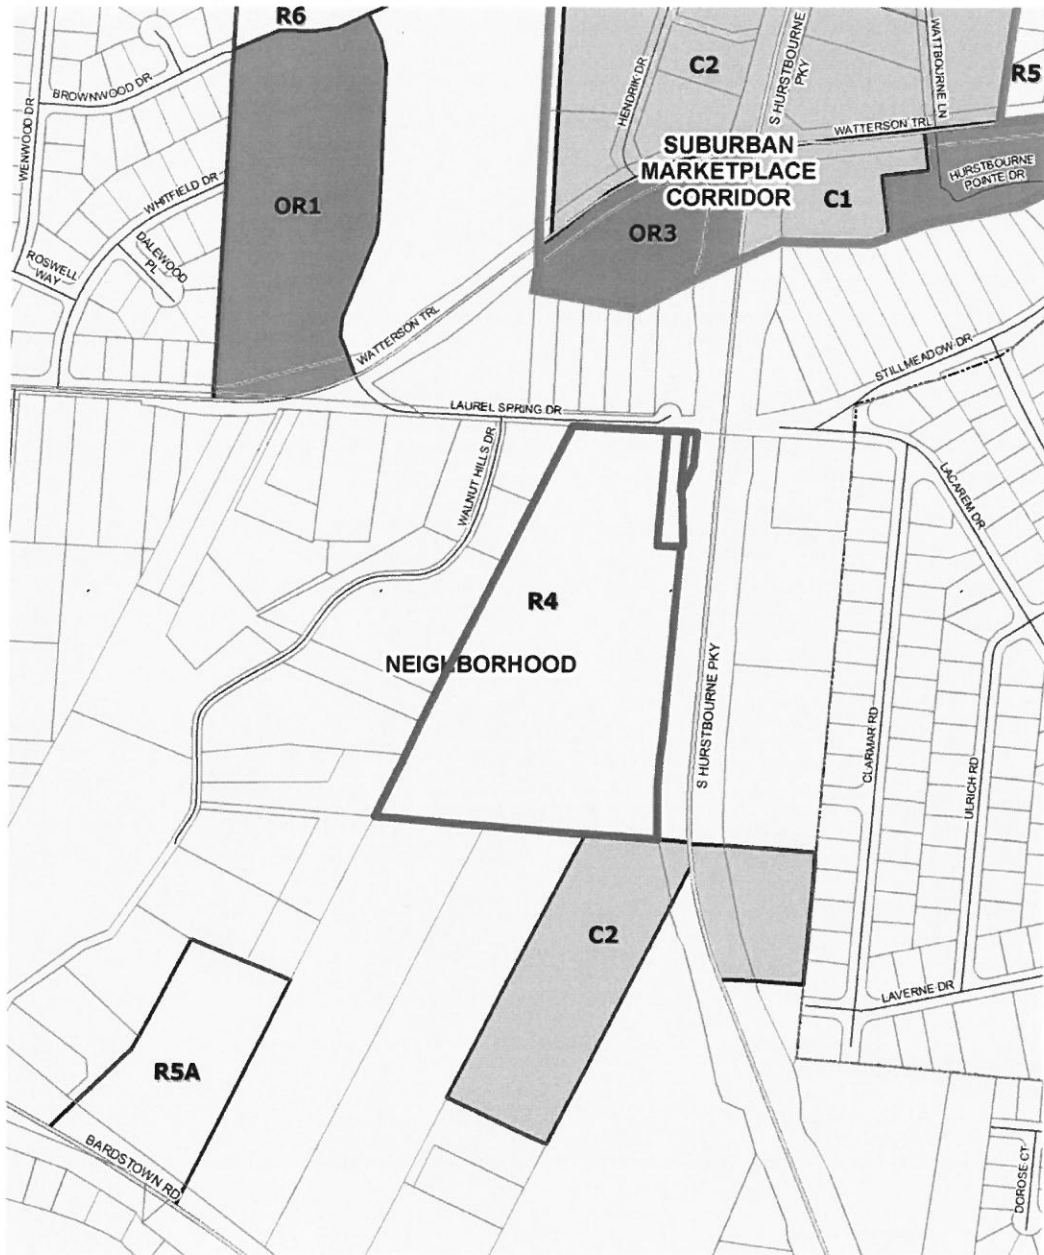 R6
C2
R5
BROWNWOOD DR
WENWOOD DR
HENDRIK DR
S HURSTBOURNE
PKY
WATTBOURNE LN
WATTERSON TRL
SUBURBAN
MARKETPLACE
CORRIDOR
HURSTBOURNE
POINTE DR
WHITFIELD DR
OR1
C1
OR3
DALEWOOD
PL
ROSWELL
WAY
WATTERSON TRL
STILLMEADOW DR
LAUREL SPRING DR
WALNUT HILLS DR
LACAREM DR
R4
NEIGHBORHOOD
S HURSTBOURNE PKY
CLARMAR RD
ULRICH RD
C2
LAVERNE DR
R5A
BARDSTOWN RD
DOROSE CT